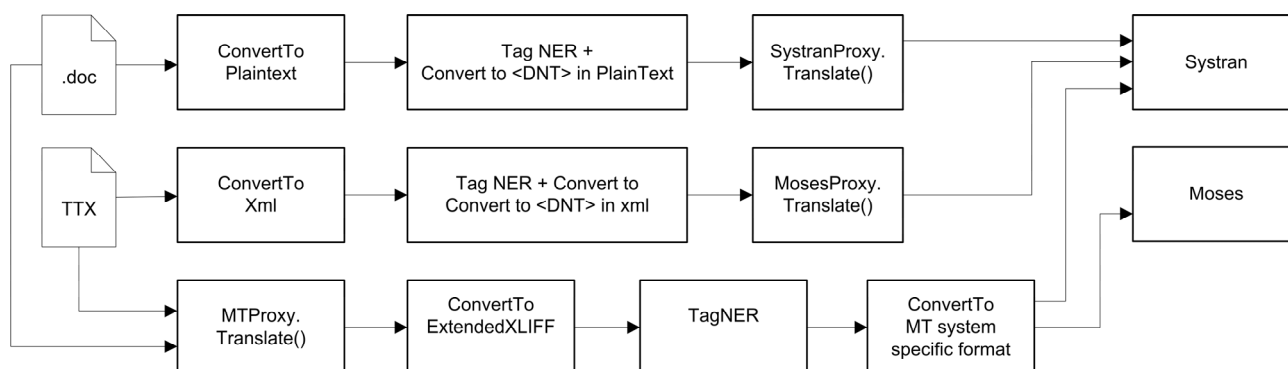 .doc
ConvertTo
Plaintext
Tag NER +
Convert to <DNT> in PlainText
SystranProxy.
Translate()
Systran
TTX
ConvertTo
Xml
Tag NER + Convert to
Convert to <DNT> in xml
MosesProxy.
Translate()
Moses
MTProxy.
Translate()
ConvertTo
ExtendedXLIFF
TagNER
ConvertTo
MT system
specific format